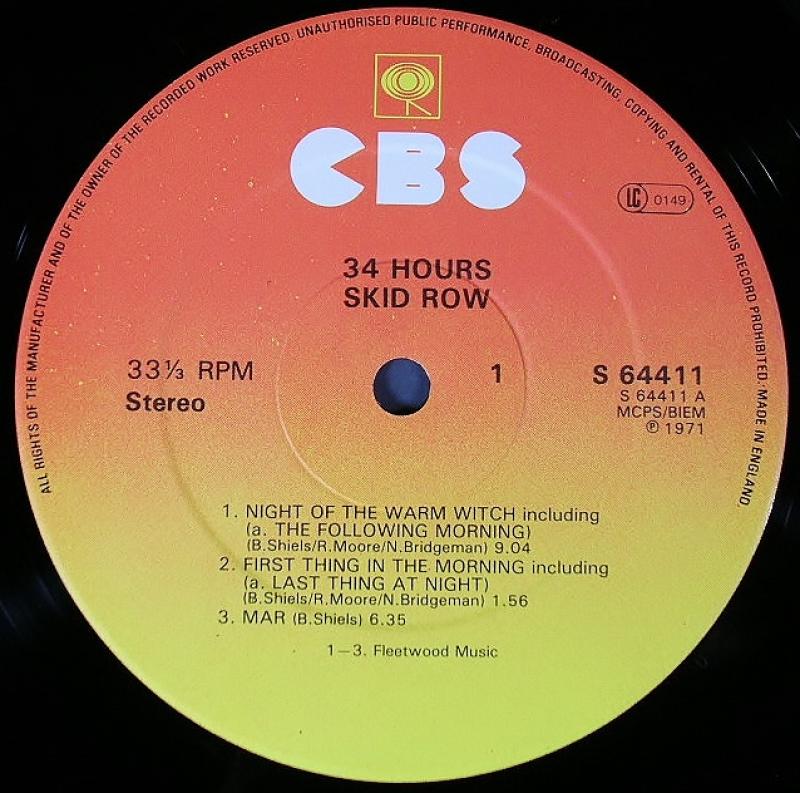 ALL RIGHTS OF THE MANUFACTURER AND OF THE OWNER OF THE RECORDED WORK RESERVED. UNAUTHORISED PUBLIC PERFORMANCE, BROADCASTING, COPYING AND RENTAL OF THIS RECORD PROHIBITED. MADE IN ENGLAND.
CBS
LC 0149
34 HOURS
SKID ROW
33⅓ RPM
Stereo
1
S 64411
S 64411 A
MCPS/BIEM
℗ 1971
1. NIGHT OF THE WARM WITCH including
(a. THE FOLLOWING MORNING)
(B.Shiels/R.Moore/N.Bridgeman) 9.04
2. FIRST THING IN THE MORNING including
(a. LAST THING AT NIGHT)
(B.Shiels/R.Moore/N.Bridgeman) 1.56
3. MAR (B.Shiels) 6.35
1—3. Fleetwood Music